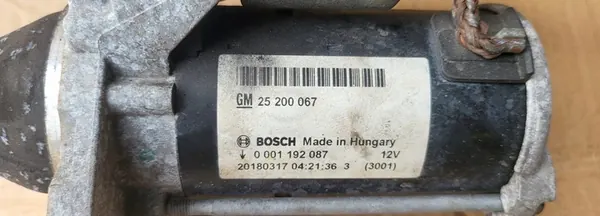 GM 25 200 067
BOSCH Made in Hungary
0 001 192 087 12V
20180317 04:21:36 3 (3001)